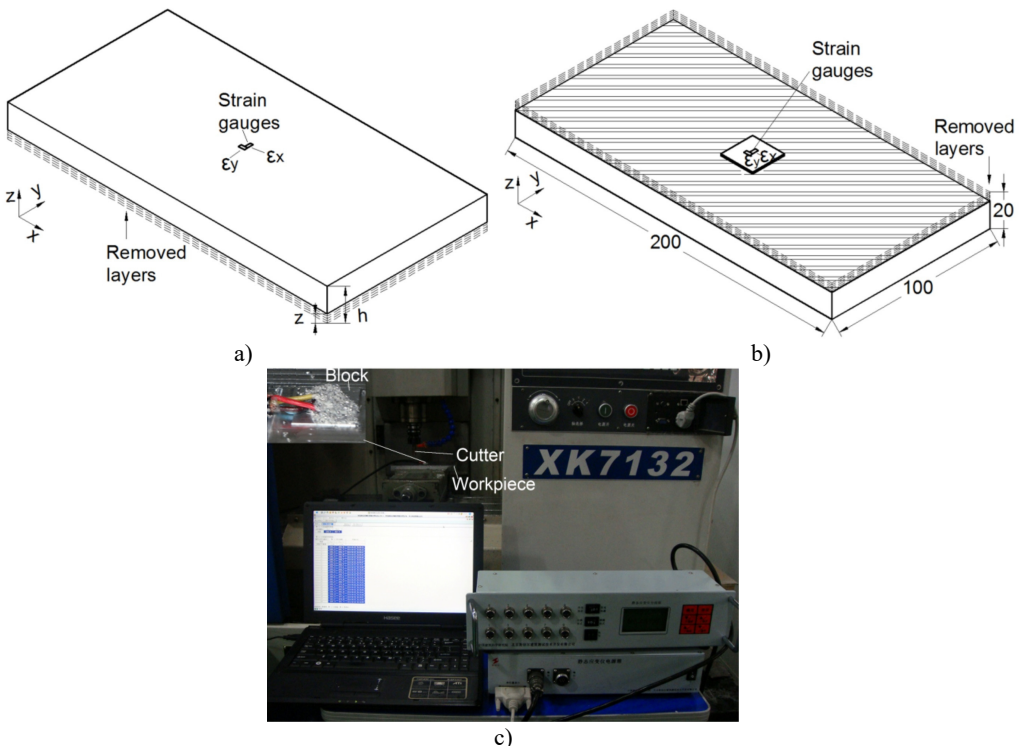 Strain
gauges
εy
εx
z
y
x
Removed
layers
z
h
a)
Strain
gauges
εy
εx
Removed
layers
z
y
x
20
200
100
b)
Block
Cutter
Workpiece
XK7132
c)